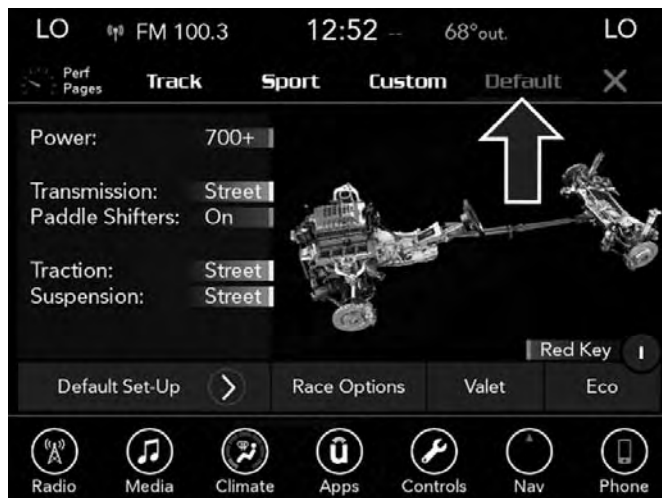 LO FM 100.3 12:52 -- 68°out. LO
Perf
Pages
Track Sport Custom Default X
Power: 700+
Transmission: Street
Paddle Shifters: On
Traction: Street
Suspension: Street
Red Key I
Default Set-Up > Race Options Valet Eco
Radio Media Climate Apps Controls Nav Phone